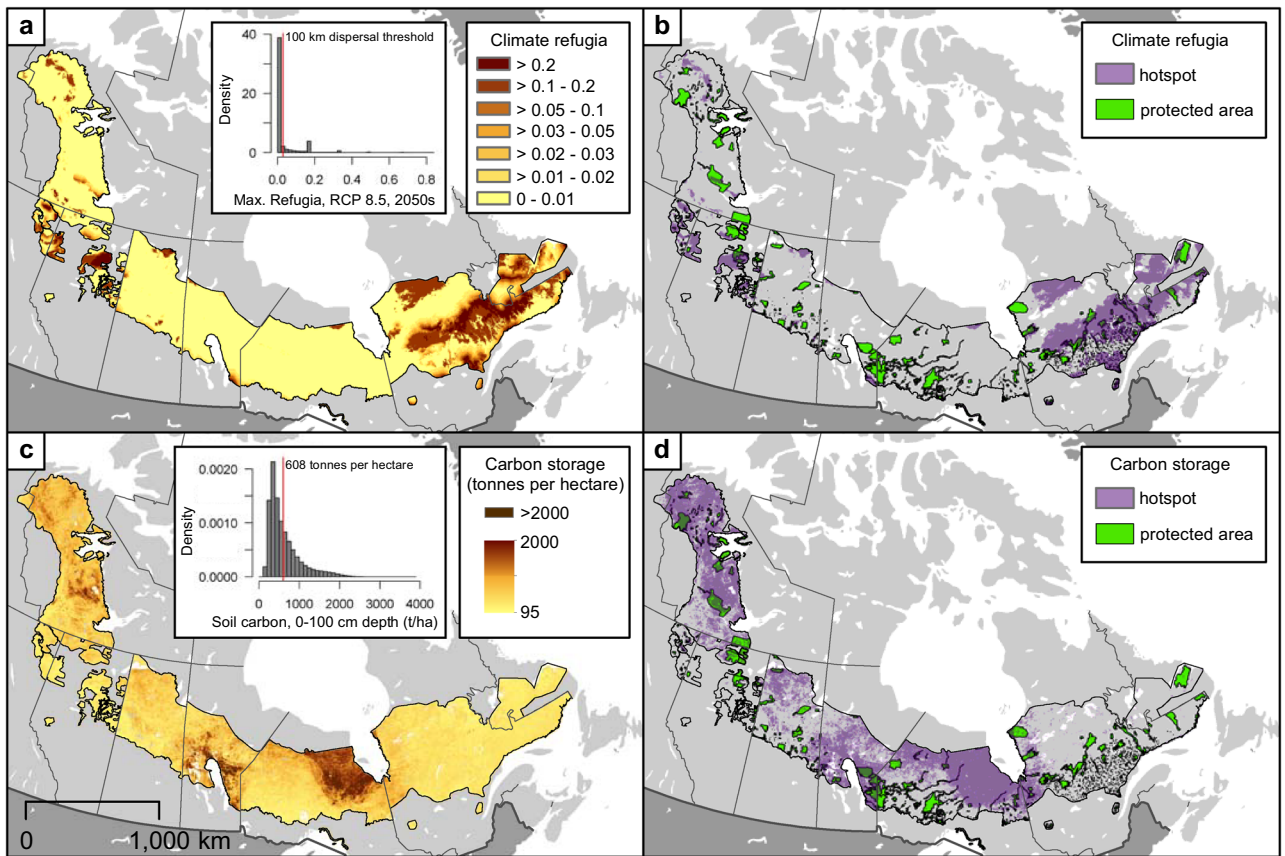 a
100 km dispersal threshold
40
20
0
Density
0.0 0.2 0.4 0.6 0.8
Max. Refugia, RCP 8.5, 2050s
Climate refugia
> 0.2
> 0.1 - 0.2
> 0.05 - 0.1
> 0.03 - 0.05
> 0.02 - 0.03
> 0.01 - 0.02
0 - 0.01
b
Climate refugia
hotspot
protected area
c
608 tonnes per hectare
0.0020
0.0010
0.0000
Density
0 1000 2000 3000 4000
Soil carbon, 0-100 cm depth (t/ha)
Carbon storage
(tonnes per hectare)
>2000
2000
95
0 1,000 km
d
Carbon storage
hotspot
protected area